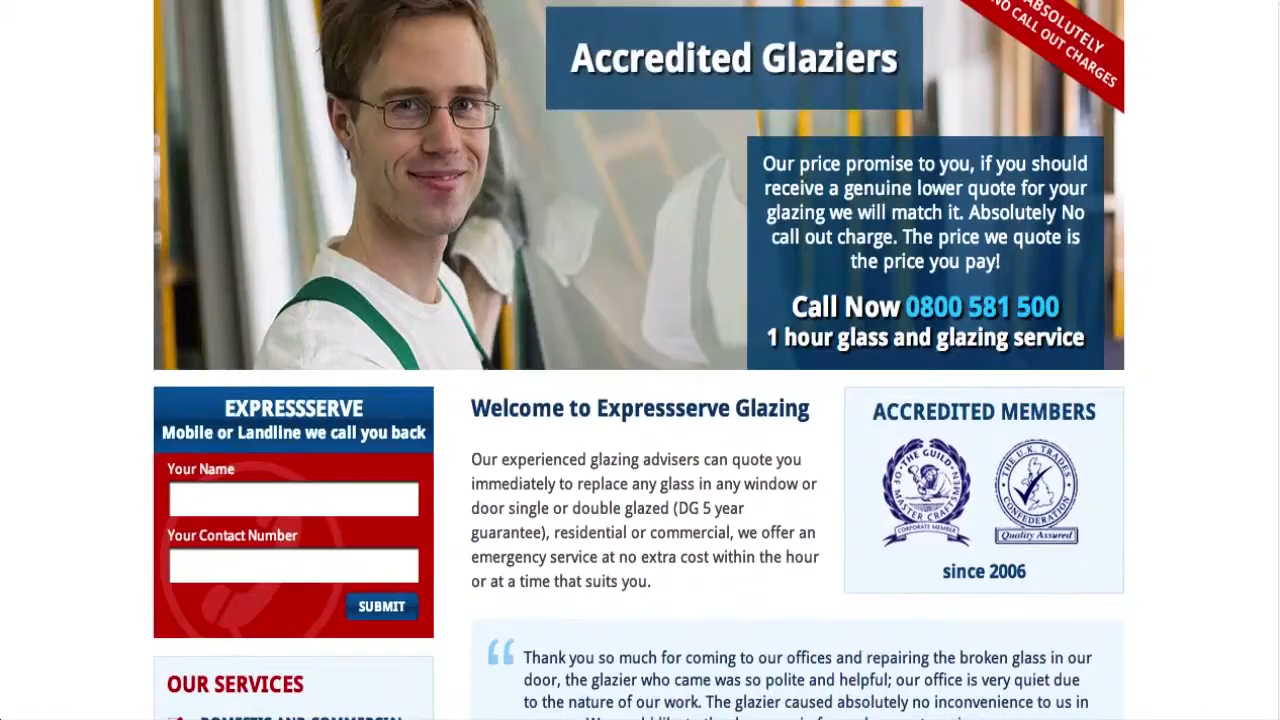 ABSOLUTELY
NO CALL OUT CHARGES
Accredited Glaziers
Our price promise to you, if you should
receive a genuine lower quote for your
glazing we will match it. Absolutely No
call out charge. The price we quote is
the price you pay!
Call Now 0800 581 500
1 hour glass and glazing service
EXPRESSSERVE
Mobile or Landline we call you back
Your Name
Your Contact Number
SUBMIT
Welcome to Expressserve Glazing
Our experienced glazing advisers can quote you
immediately to replace any glass in any window or
door single or double glazed (DG 5 year
guarantee), residential or commercial, we offer an
emergency service at no extra cost within the hour
or at a time that suits you.
ACCREDITED MEMBERS
THE GUILD
OF MASTER CRAFTSMEN
CORPORATE MEMBER
THE U.K. TRADES
CONFEDERATION
Quality Assured
since 2006
OUR SERVICES
“ Thank you so much for coming to our offices and repairing the broken glass in our
door, the glazier who came was so polite and helpful; our office is very quiet due
to the nature of our work. The glazier caused absolutely no inconvenience to us in